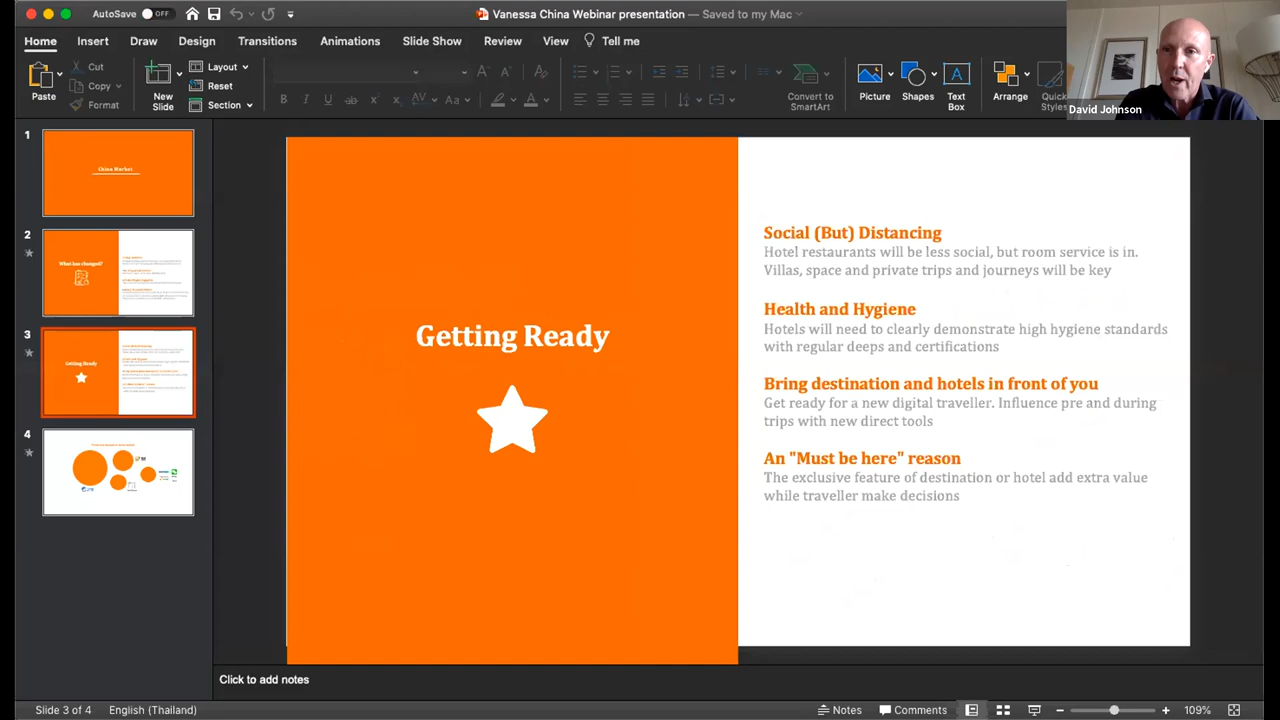 AutoSave OFF
Vanessa China Webinar presentation — Saved to my Mac
Home Insert Draw Design Transitions Animations Slide Show Review View Tell me
Paste
Cut
Copy
Format
New Slide
Layout
Reset
Section
Convert to SmartArt
Picture
Shapes
Text Box
Arrange
Quick Styles
David Johnson
1
China Market
2
What has changed?
3
Getting Ready
4
Getting Ready
Social (But) Distancing
Hotel restaurants will be less social, but room service is in.
Villas, space and private trips and journeys will be key
Health and Hygiene
Hotels will need to clearly demonstrate high hygiene standards
with regular deeps and certifications
Bring destination and hotels in front of you
Get ready for a new digital traveller. Influence pre and during
trips with new direct tools
An "Must be here" reason
The exclusive feature of destination or hotel add extra value
while traveller make decisions
Click to add notes
Slide 3 of 4 English (Thailand) Notes Comments 109%